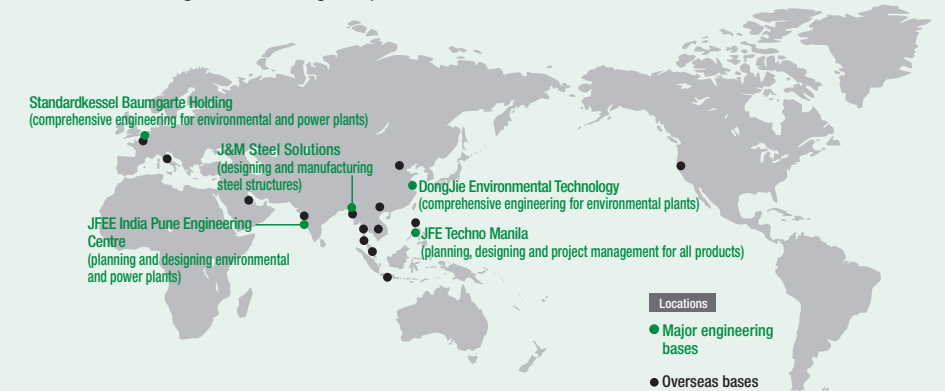 Standardkessel Baumgarte Holding
(comprehensive engineering for environmental and power plants)
J&M Steel Solutions
(designing and manufacturing
steel structures)
DongJie Environmental Technology
(comprehensive engineering for environmental plants)
JFEE India Pune Engineering
Centre
(planning and designing environmental
and power plants)
JFE Techno Manila
(planning, designing and project management for all products)
Locations
Major engineering
bases
Overseas bases